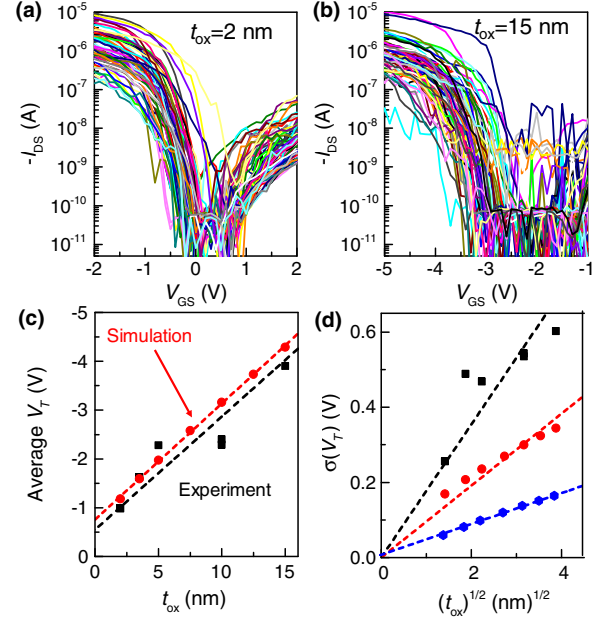 (a)
t_ox=2 nm
10^-5
10^-6
10^-7
10^-8
10^-9
10^-10
10^-11
-I_DS (A)
-2 -1 0 1 2
V_GS (V)
(b)
t_ox=15 nm
10^-5
10^-6
10^-7
10^-8
10^-9
10^-10
10^-11
-I_DS (A)
-5 -4 -3 -2 -1
V_GS (V)
(c)
-5
-4
-3
-2
-1
0
Average V_T (V)
Simulation
Experiment
0 5 10 15
t_ox (nm)
(d)
0.6
0.4
0.2
0.0
σ(V_T) (V)
0 2 4
(t_ox)^1/2 (nm)^1/2